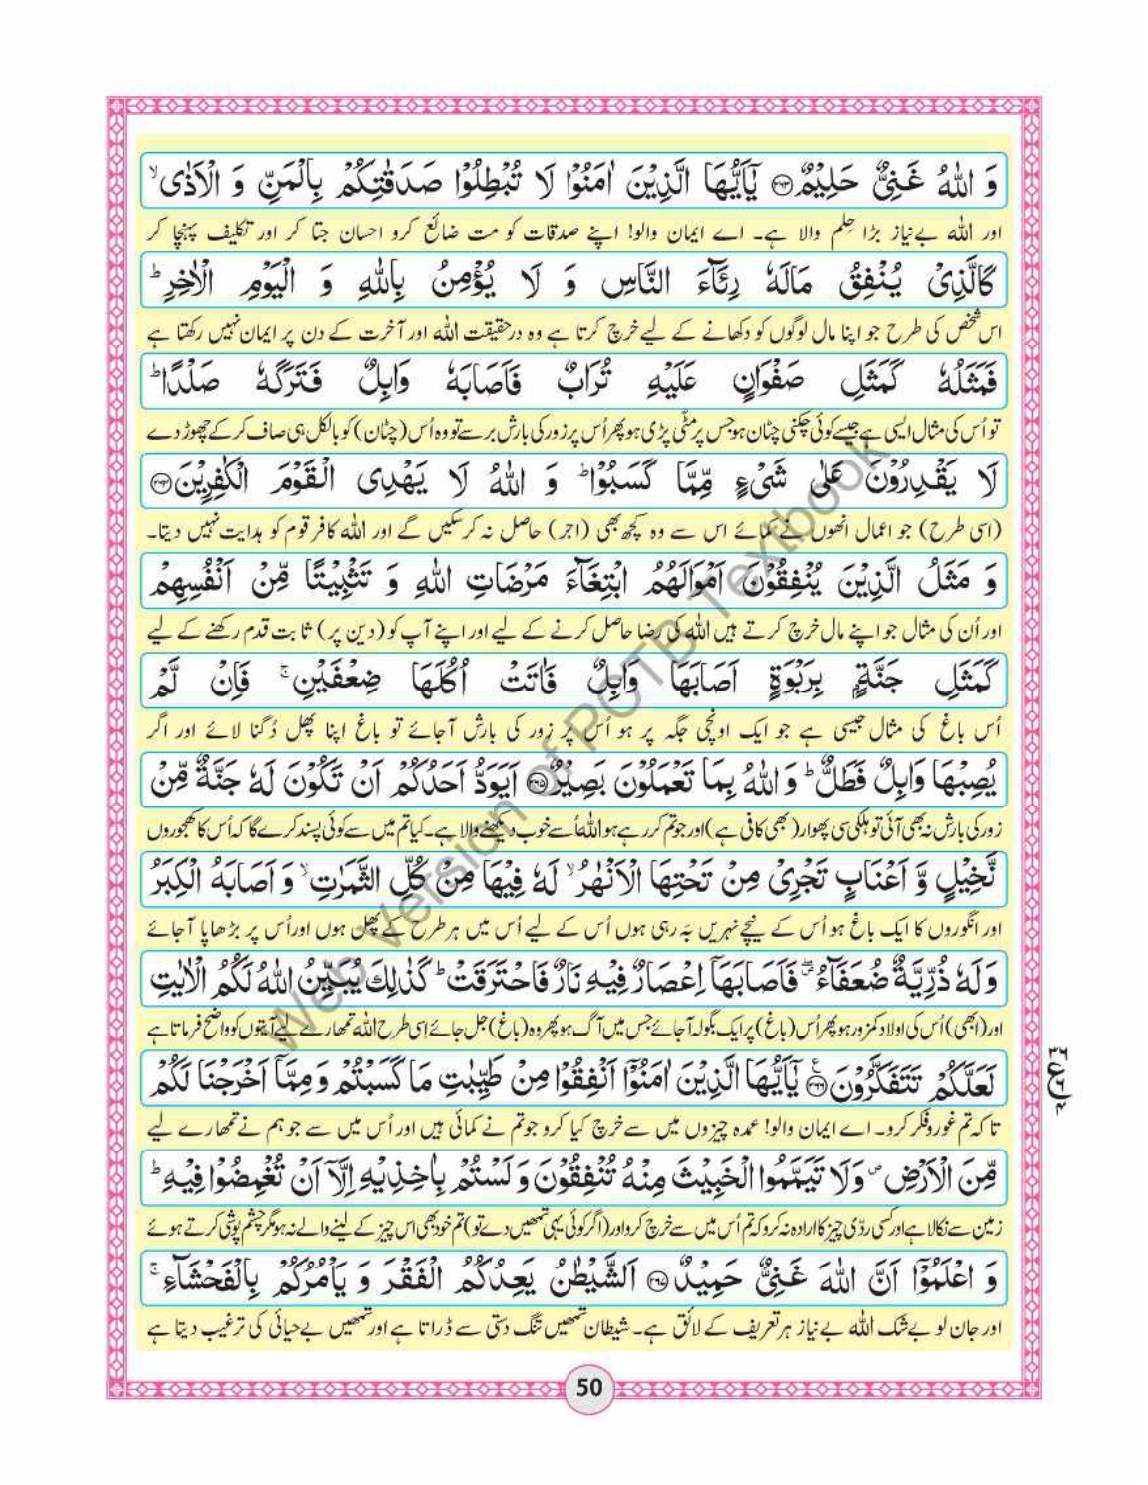 وَ اللّٰهُ غَنِیٌّ حَلِیْمٌ۝۲۶۳ یٰۤاَیُّهَا الَّذِیْنَ اٰمَنُوْا لَا تُبْطِلُوْا صَدَقٰتِكُمْ بِالْمَنِّ وَ الْاَذٰیۙ
اور اللّٰه بے نیاز بڑا حِلم والا ہے۔ اے ایمان والو! اپنے صدقات کو مت ضائع کرو احسان جتا کر اور تکلیف پہنچا کر
كَالَّذِیْ یُنْفِقُ مَالَهٗ رِئَآءَ النَّاسِ وَ لَا یُؤْمِنُ بِاللّٰهِ وَ الْیَوْمِ الْاٰخِرِؕ
اس شخص کی طرح جو اپنا مال لوگوں کو دکھانے کے لیے خرچ کرتا ہے وہ درحقیقت اللّٰه اور آخرت کے دن پر ایمان نہیں رکھتا ہے
فَمَثَلُهٗ كَمَثَلِ صَفْوَانٍ عَلَیْهِ تُرَابٌ فَاَصَابَهٗ وَابِلٌ فَتَرَكَهٗ صَلْدًاؕ
تو اُس کی مثال ایسی ہے جیسے کوئی چکنی چٹان ہو جس پر مٹّی پڑی ہو پھر اُس پر زور کی بارش برسے تو وہ اُس (چٹان) کو بالکل ہی صاف کر کے چھوڑ دے
لَا یَقْدِرُوْنَ عَلٰی شَیْءٍ مِّمَّا كَسَبُوْاؕ وَ اللّٰهُ لَا یَهْدِی الْقَوْمَ الْكٰفِرِیْنَ۝۲۶۴
(اسی طرح) جو اعمال انھوں نے کمائے اس سے وہ کچھ بھی (اجر) حاصل نہ کر سکیں گے اور اللّٰه کافر قوم کو ہدایت نہیں دیتا۔
وَ مَثَلُ الَّذِیْنَ یُنْفِقُوْنَ اَمْوَالَهُمُ ابْتِغَآءَ مَرْضَاتِ اللّٰهِ وَ تَثْبِیْتًا مِّنْ اَنْفُسِهِمْ
اور اُن کی مثال جو اپنے مال خرچ کرتے ہیں اللّٰه کی رضا حاصل کرنے کے لیے اور اپنے آپ کو (دین پر) ثابت قدم رکھنے کے لیے
كَمَثَلِ جَنَّةٍۭ بِرَبْوَةٍ اَصَابَهَا وَابِلٌ فَاٰتَتْ اُكُلَهَا ضِعْفَیْنِۚ فَاِنْ لَّمْ
اُس باغ کی مثال جیسی ہے جو ایک اونچی جگہ پر ہو اُس پر زور کی بارش آجائے تو باغ اپنا پھل دُگنا لائے اور اگر
یُصِبْهَا وَابِلٌ فَطَلٌّؕ وَ اللّٰهُ بِمَا تَعْمَلُوْنَ بَصِیْرٌ۝۲۶۵ اَیَوَدُّ اَحَدُكُمْ اَنْ تَكُوْنَ لَهٗ جَنَّةٌ مِّنْ
زور کی بارش نہ بھی آئی تو ہلکی سی پھوار (بھی کافی ہے) اور جو تم کر رہے ہو اللّٰه اُسے خوب دیکھنے والا ہے۔ کیا تم میں سے کوئی پسند کرے گا کہ اُس کا کھجوروں
نَّخِیْلٍ وَّ اَعْنَابٍ تَجْرِیْ مِنْ تَحْتِهَا الْاَنْهٰرُۙ لَهٗ فِیْهَا مِنْ كُلِّ الثَّمَرٰتِۙ وَ اَصَابَهُ الْكِبَرُ
اور انگوروں کا ایک باغ ہو اُس کے نیچے نہریں بَہ رہی ہوں اُس کے لیے اُس میں ہر طرح کے پھل ہوں اور اُس پر بڑھاپا آجائے
وَ لَهٗ ذُرِّیَّةٌ ضُعَفَآءُ۪ۖ فَاَصَابَهَاۤ اِعْصَارٌ فِیْهِ نَارٌ فَاحْتَرَقَتْؕ كَذٰلِكَ یُبَیِّنُ اللّٰهُ لَكُمُ الْاٰیٰتِ
اور (ابھی) اُس کی اولاد کمزور ہو پھر اُس (باغ) پر ایک بگولہ آجائے جس میں آگ ہو پھر وہ (باغ) جل جائے اِسی طرح اللّٰه تمھارے لیے آیتوں کو واضح فرماتا ہے
لَعَلَّكُمْ تَتَفَكَّرُوْنَ۠۝۲۶۶ یٰۤاَیُّهَا الَّذِیْنَ اٰمَنُوْۤا اَنْفِقُوْا مِنْ طَیِّبٰتِ مَا كَسَبْتُمْ وَ مِمَّاۤ اَخْرَجْنَا لَكُمْ
تاکہ تم غور و فکر کرو۔ اے ایمان والو! عمدہ چیزوں میں سے خرچ کیا کرو جو تم نے کمائی ہیں اور اُس میں سے جو ہم نے تمھارے لیے
مِّنَ الْاَرْضِ۪ وَ لَا تَیَمَّمُوا الْخَبِیْثَ مِنْهُ تُنْفِقُوْنَ وَ لَسْتُمْ بِاٰخِذِیْهِ اِلَّاۤ اَنْ تُغْمِضُوْا فِیْهِؕ
زمین سے نکالا ہے اور کسی ردّی چیز کا ارادہ نہ کرو کہ تم اُس میں سے خرچ کرو اور (اگر کوئی یہی تمھیں دے تو) تم خود بھی اس چیز کے لینے والے نہ ہو مگر چشم پوشی کرتے ہوئے
وَ اعْلَمُوْۤا اَنَّ اللّٰهَ غَنِیٌّ حَمِیْدٌ۝۲۶۷ اَلشَّیْطٰنُ یَعِدُكُمُ الْفَقْرَ وَ یَاْمُرُكُمْ بِالْفَحْشَآءِۚ
اور جان لو بے شک اللّٰه بے نیاز ہر تعریف کے لائق ہے۔ شیطان تمھیں تنگ دستی سے ڈراتا ہے اور تمھیں بے حیائی کی ترغیب دیتا ہے
50
Web Version of PCTB Textbook